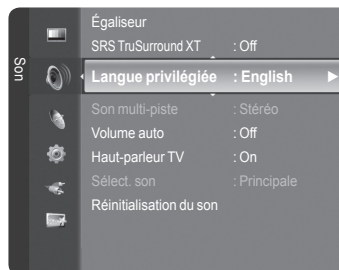 Son
Égaliseur
SRS TruSurround XT : Off
Langue privilégiée : English
Son multi-piste : Stéréo
Volume auto : Off
Haut-parleur TV : On
Sélect. son : Principale
Réinitialisation du son